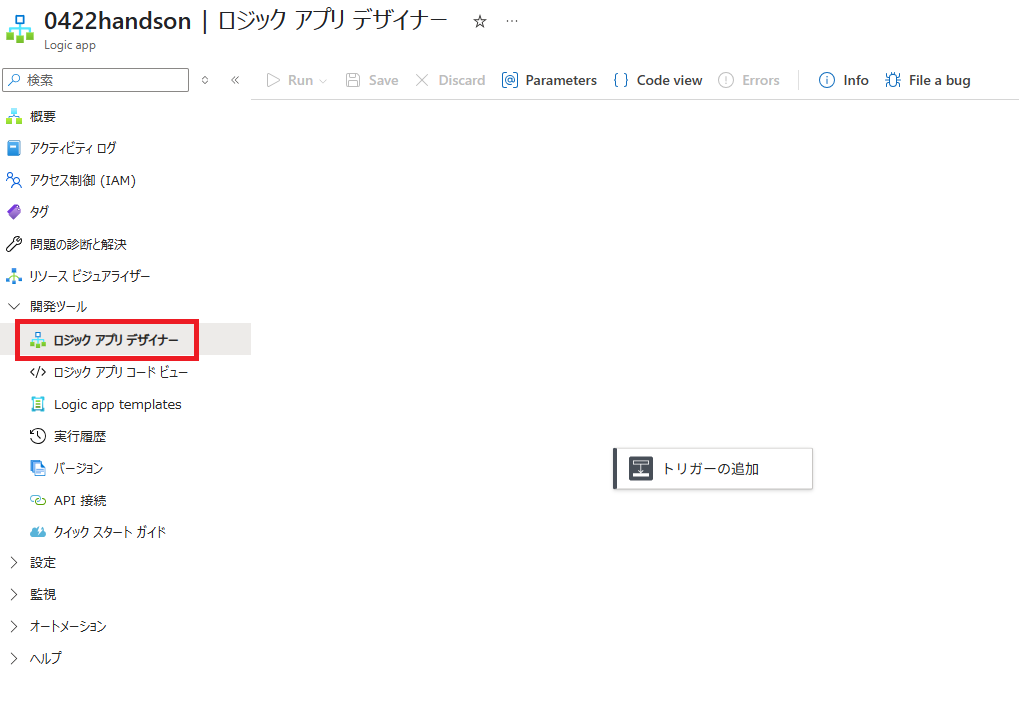 0422handson | ロジック アプリ デザイナー
Logic app
検索
Run Save Discard Parameters Code view Errors Info File a bug
概要
アクティビティ ログ
アクセス制御 (IAM)
タグ
問題の診断と解決
リソース ビジュアライザー
開発ツール
ロジック アプリ デザイナー
ロジック アプリ コード ビュー
Logic app templates
実行履歴
バージョン
API 接続
クイック スタート ガイド
設定
監視
オートメーション
ヘルプ
トリガーの追加